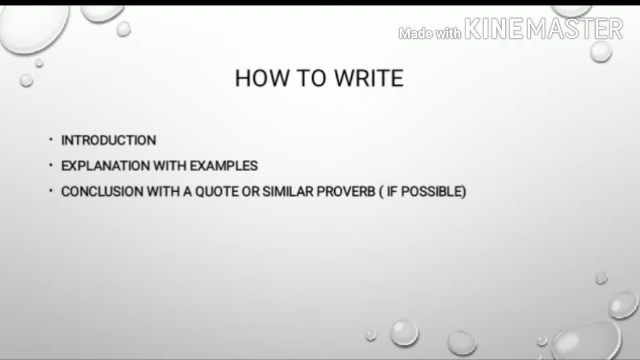 Made with KINEMASTER
HOW TO WRITE
• INTRODUCTION
• EXPLANATION WITH EXAMPLES
• CONCLUSION WITH A QUOTE OR SIMILAR PROVERB ( IF POSSIBLE)